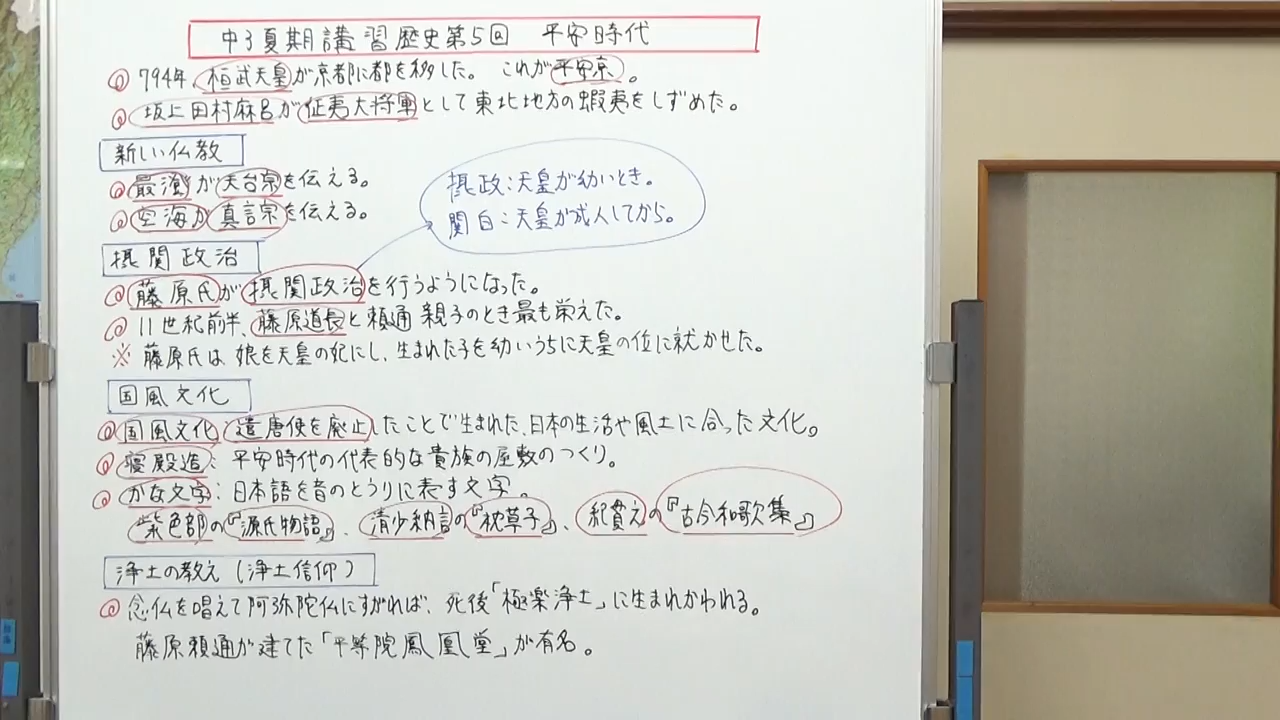 中3夏期講習歴史第5回 平安時代
◎ 794年、桓武天皇が京都に都を移した。 これが平安京。
◎ 坂上田村麻呂が征夷大将軍として東北地方の蝦夷をしずめた。
新しい仏教
◎ 最澄が天台宗を伝える。
◎ 空海が真言宗を伝える。
摂政:天皇が幼いとき。
関白:天皇が成人してから。
摂関政治
◎ 藤原氏が摂関政治を行うようになった。
◎ 11世紀前半、藤原道長と頼通 親子のとき最も栄えた。
※ 藤原氏は、娘を天皇の妃にし、生まれた子を幼いうちに天皇の位に就かせた。
国風文化
◎ 国風文化:遣唐使を廃止したことで生まれた、日本の生活や風土に合った文化。
◎ 寝殿造:平安時代の代表的な貴族の屋敷のつくり。
◎ かな文字:日本語を音のとうりに表す文字。
紫色部の『源氏物語』、清少納言の『枕草子』、紀貫之の『古今和歌集』
浄土の教え(浄土信仰)
◎ 念仏を唱えて阿弥陀仏にすがれば、死後「極楽浄土」に生まれかわれる。
藤原頼通が建てた「平等院鳳凰堂」が有名。